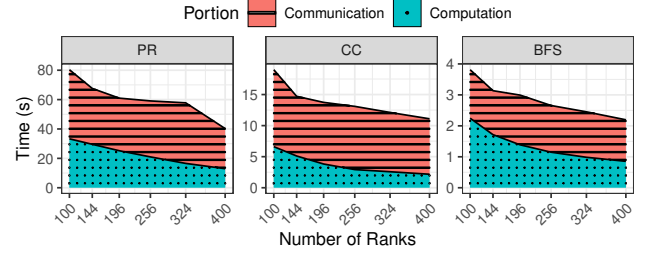 Portion Communication Computation
PR CC BFS
Time (s)
80
60
40
20
0
15
10
5
0
4
3
2
1
0
100 144 196 256 324 400
100 144 196 256 324 400
100 144 196 256 324 400
Number of Ranks